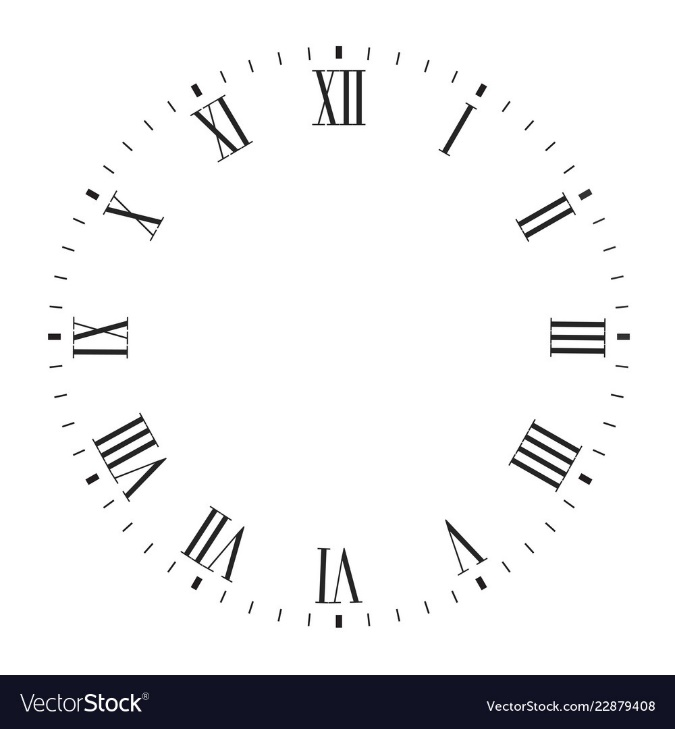 XII
I
II
III
IIII
V
VI
VII
VIII
IX
X
XI
VectorStock®
VectorStock.com/22879408